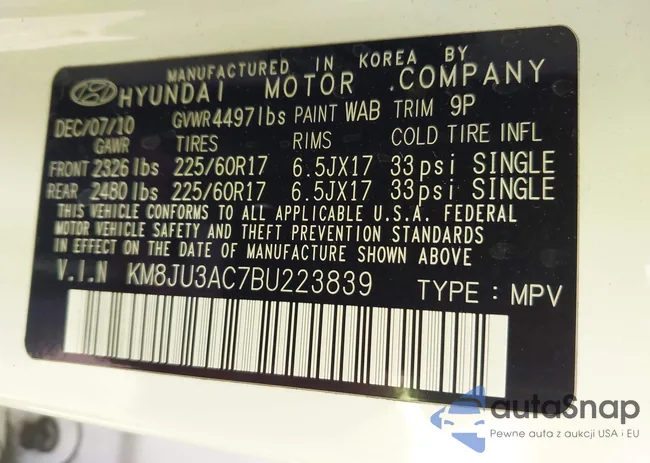 MANUFACTURED IN KOREA BY
HYUNDAI MOTOR COMPANY
DEC/07/10 GVWR 4497lbs PAINT WAB TRIM 9P
GAWR TIRES RIMS COLD TIRE INFL
FRONT 2326 lbs 225/60R17 6.5JX17 33psi SINGLE
REAR 2480 lbs 225/60R17 6.5JX17 33psi SINGLE
THIS VEHICLE CONFORMS TO ALL APPLICABLE U.S.A. FEDERAL
MOTOR VEHICLE SAFETY AND THEFT PREVENTION STANDARDS
IN EFFECT ON THE DATE OF MANUFACTURE SHOWN ABOVE.
V.I.N KM8JU3AC7BU223839 TYPE : MPV
autaSnap
Pewne auta z aukcji USA i EU